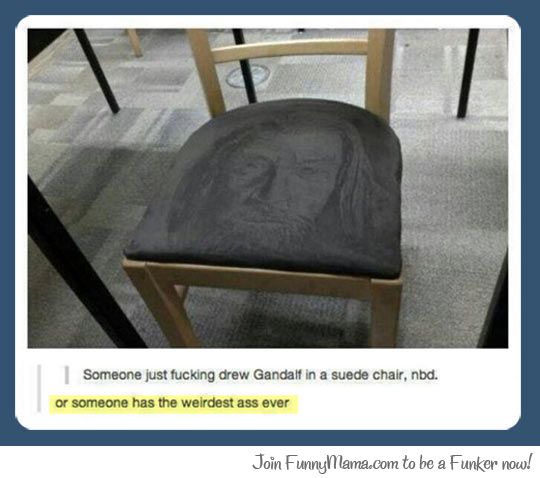 Someone just fucking drew Gandalf in a suede chair, nbd.
or someone has the weirdest ass ever
Join FunnyMama.com to be a Funker now!